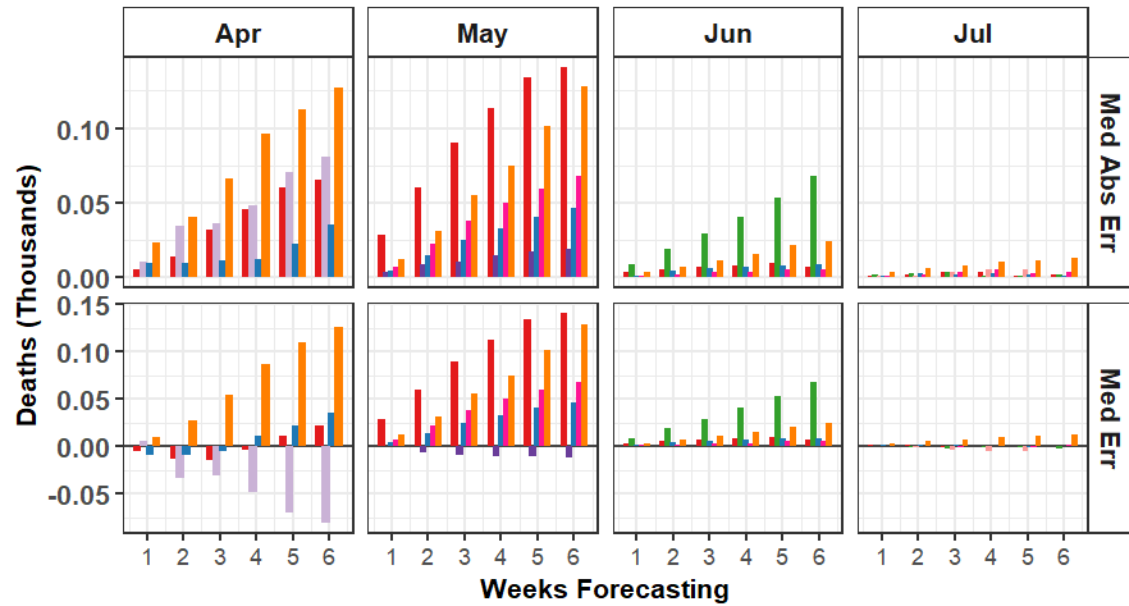 Apr May Jun Jul
Deaths (Thousands)
0.10
0.05
0.00
Med Abs Err
0.15
0.10
0.05
0.00
-0.05
Med Err
1 2 3 4 5 6 1 2 3 4 5 6 1 2 3 4 5 6 1 2 3 4 5 6
Weeks Forecasting